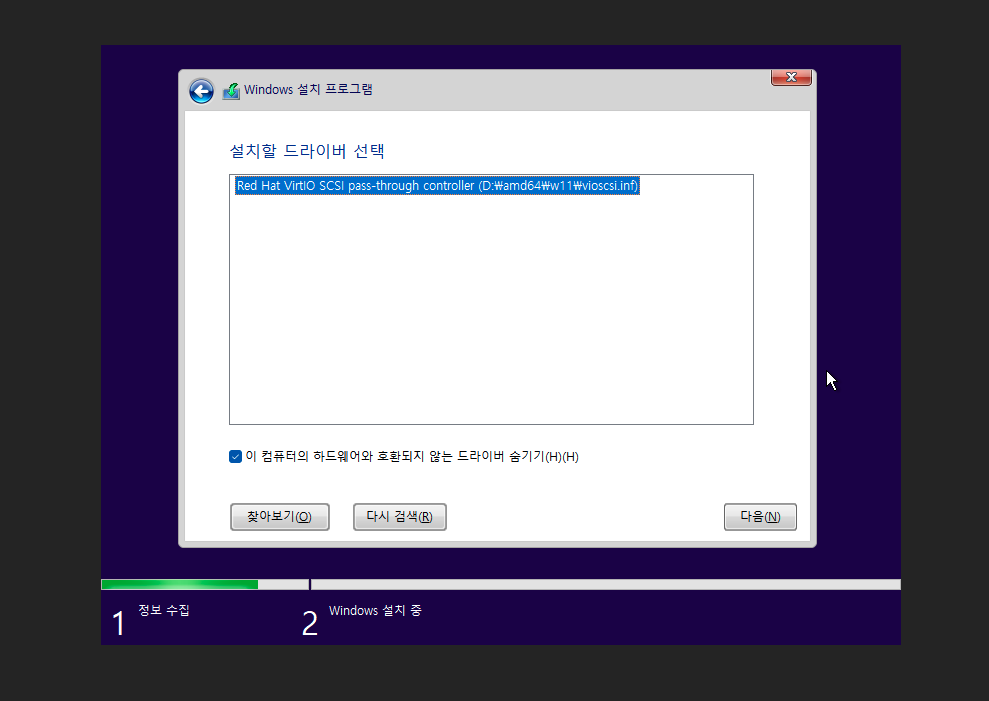 Windows 설치 프로그램
설치할 드라이버 선택
Red Hat VirtIO SCSI pass-through controller (D:₩amd64₩w11₩vioscsi.inf)
이 컴퓨터의 하드웨어와 호환되지 않는 드라이버 숨기기(H)(H)
찾아보기(O) 다시 검색(R) 다음(N)
1 정보 수집 2 Windows 설치 중